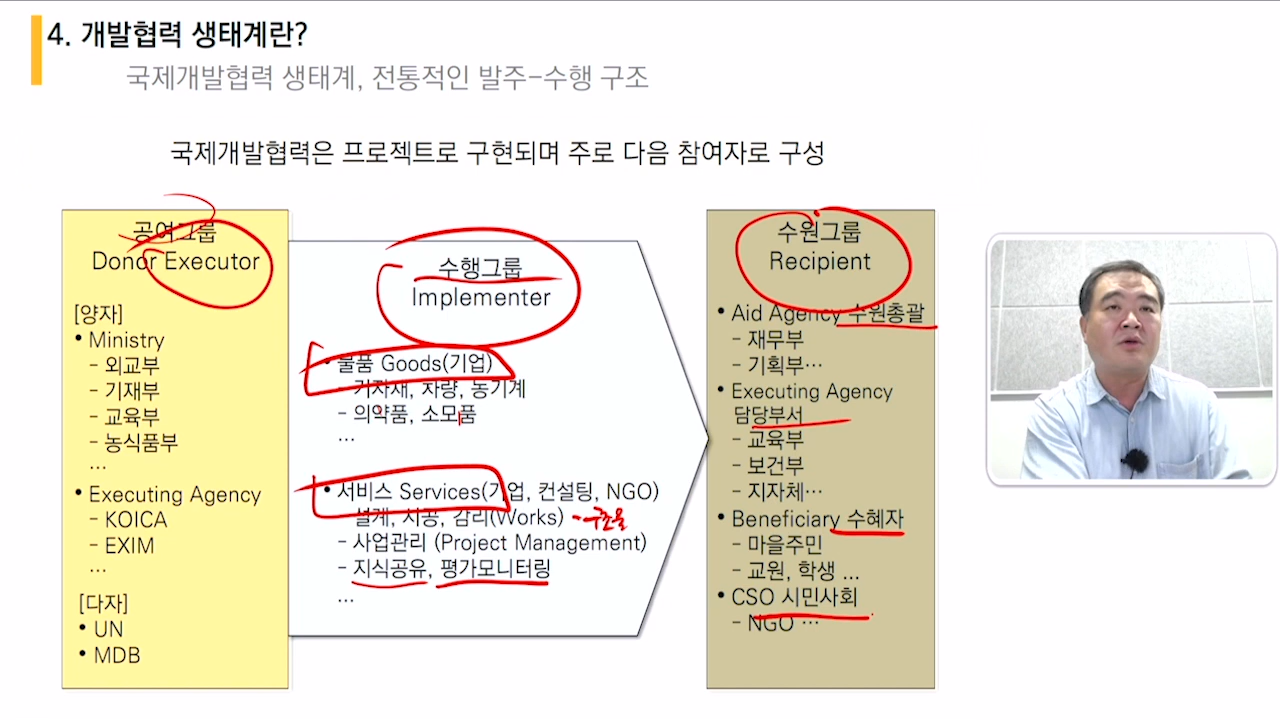 4. 개발협력 생태계란?
국제개발협력 생태계, 전통적인 발주-수행 구조
국제개발협력은 프로젝트로 구현되며 주로 다음 참여자로 구성
공여그룹
Donor Executor
[양자]
• Ministry
- 외교부
- 기재부
- 교육부
- 농식품부
...
• Executing Agency
- KOICA
- EXIM
...
[다자]
• UN
• MDB
수행그룹
Implementer
• 물품 Goods(기업)
- 기자재, 차량, 농기계
- 의약품, 소모품
...
• 서비스 Services(기업, 컨설팅, NGO)
- 설계, 시공, 감리(Works) - 구조물
- 사업관리 (Project Management)
- 지식공유, 평가모니터링
...
수원그룹
Recipient
• Aid Agency 수원총괄
- 재무부
- 기획부…
• Executing Agency
담당부서
- 교육부
- 보건부
- 지자체…
• Beneficiary 수혜자
- 마을주민
- 교원, 학생 ...
• CSO 시민사회
- NGO …